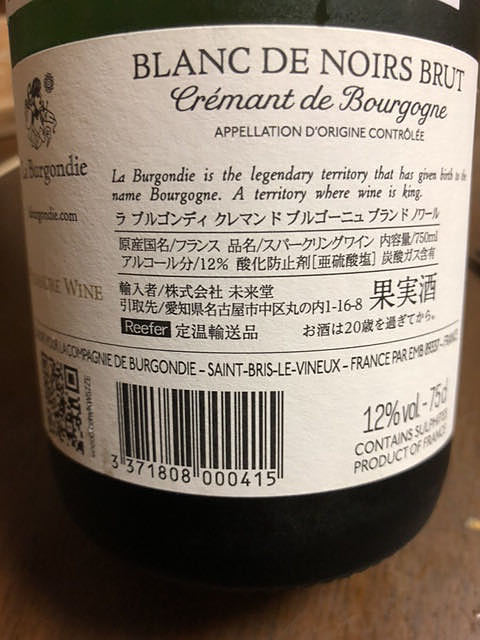 BLANC DE NOIRS BRUT
Crémant de Bourgogne
APPELLATION D'ORIGINE CONTRÔLÉE
La Burgondie
burgondie.com
La Burgondie is the legendary territory that has given birth to the
name Bourgogne. A territory where wine is king.
ラ ブルゴンディ クレマンド ブルゴーニュ ブランド ノワール
原産国名/フランス 品名/スパークリングワイン 内容量/750ml
アルコール分/12% 酸化防止剤[亜硫酸塩] 炭酸ガス含有
WINE
輸入者/株式会社 未来堂
引取先/愛知県名古屋市中区丸の内1-16-8
果実酒
Reefer 定温輸送品
お酒は20歳を過ぎてから。
LA COMPAGNIE DE BURGONDIE – SAINT-BRIS-LE-VINEUX – FRANCE PAR EMB
3 371808 000415
12% vol - 75cl
CONTAINS SULPHITES
PRODUCT OF FRANCE